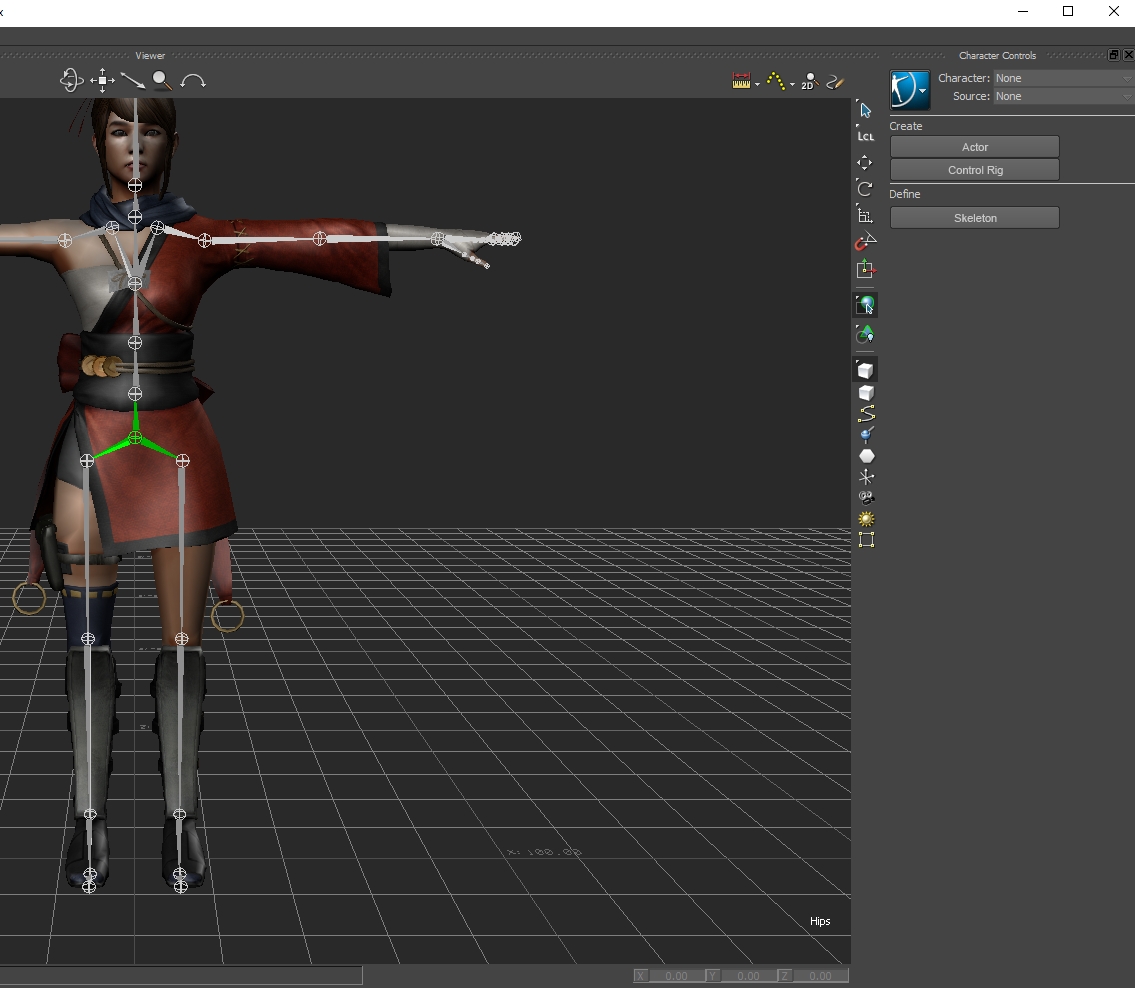 x
Viewer
Character Controls
Character: None
Source: None
2D
LCL
Create
Actor
Control Rig
Define
Skeleton
X: 100.00
Hips
X 0.00 Y 0.00 Z 0.00